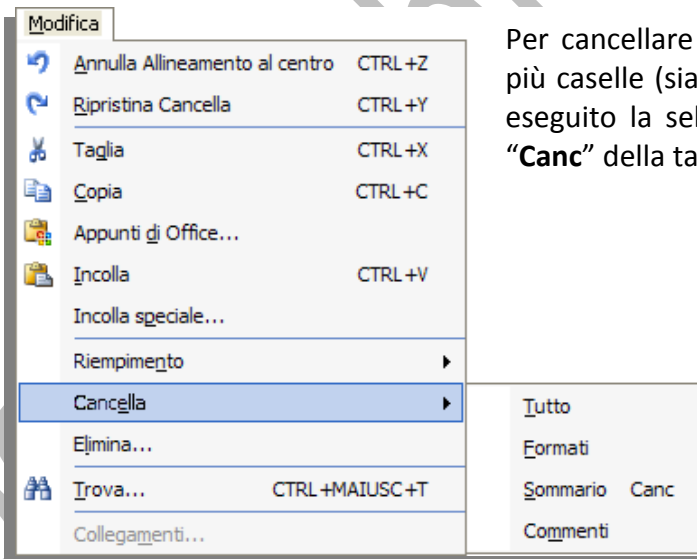 Modifica
Annulla Allineamento al centro CTRL+Z
Ripristina Cancella CTRL+Y
Taglia CTRL+X
Copia CTRL+C
Appunti di Office...
Incolla CTRL+V
Incolla speciale...
Riempimento
Cancella
Elimina...
Trova... CTRL+MAIUSC+T
Collegamenti...
Tutto
Formati
Sommario Canc
Commenti
Per cancellare
più caselle (sia
eseguito la sel
“Canc” della ta